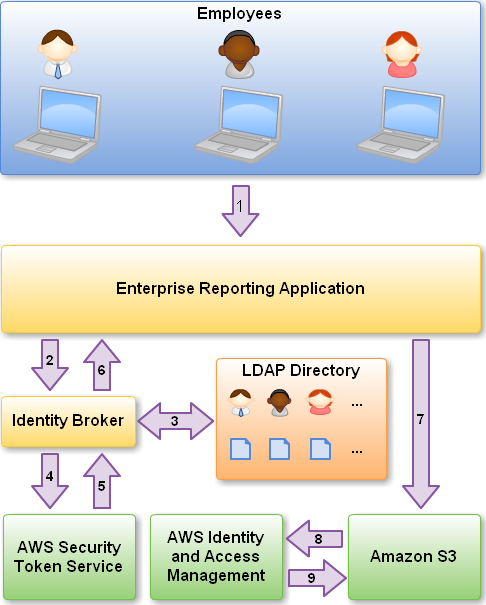 Employees
1
Enterprise Reporting Application
2
6
LDAP Directory
...
...
7
Identity Broker
3
4
5
AWS Security
Token Service
AWS Identity
and Access
Management
8
9
Amazon S3